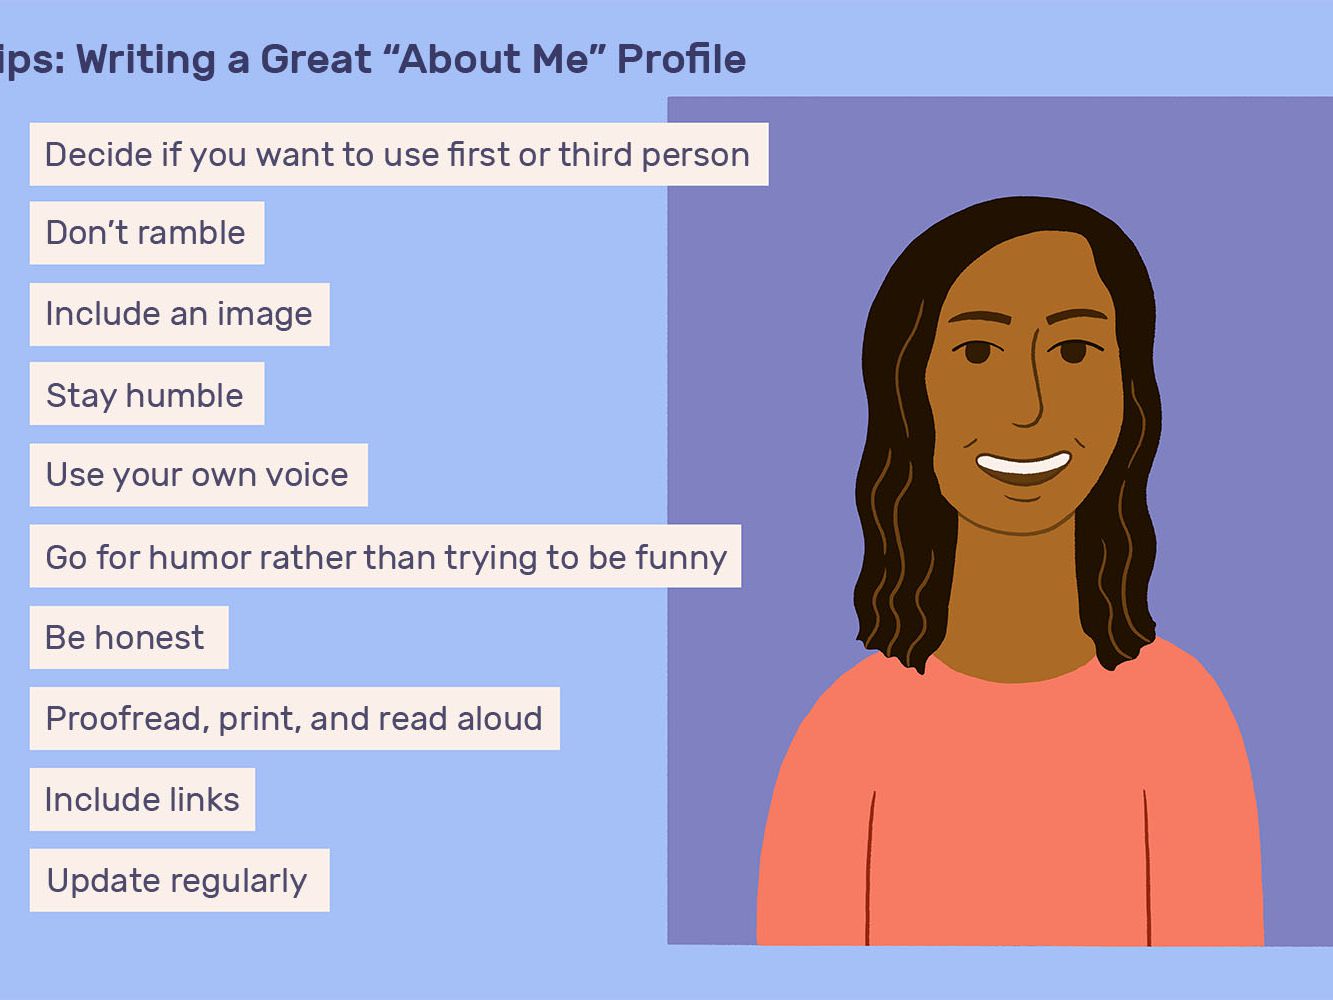 ips: Writing a Great “About Me” Profile
Decide if you want to use first or third person
Don’t ramble
Include an image
Stay humble
Use your own voice
Go for humor rather than trying to be funny
Be honest
Proofread, print, and read aloud
Include links
Update regularly